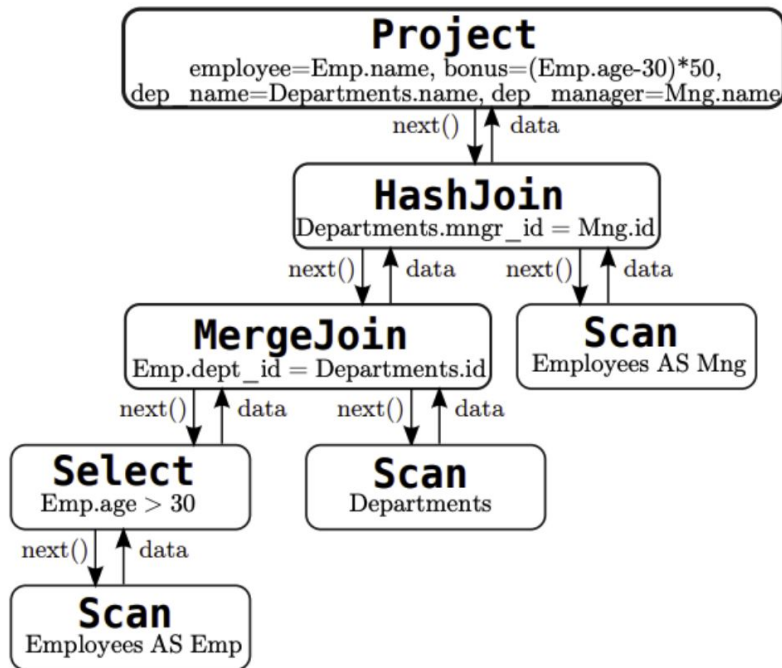 Project
employee=Emp.name, bonus=(Emp.age-30)*50,
dep_name=Departments.name, dep_manager=Mng.name
next() data
HashJoin
Departments.mngr_id = Mng.id
next() data next() data
MergeJoin
Emp.dept_id = Departments.id
Scan
Employees AS Mng
next() data next() data
Select
Emp.age > 30
Scan
Departments
next() data
Scan
Employees AS Emp